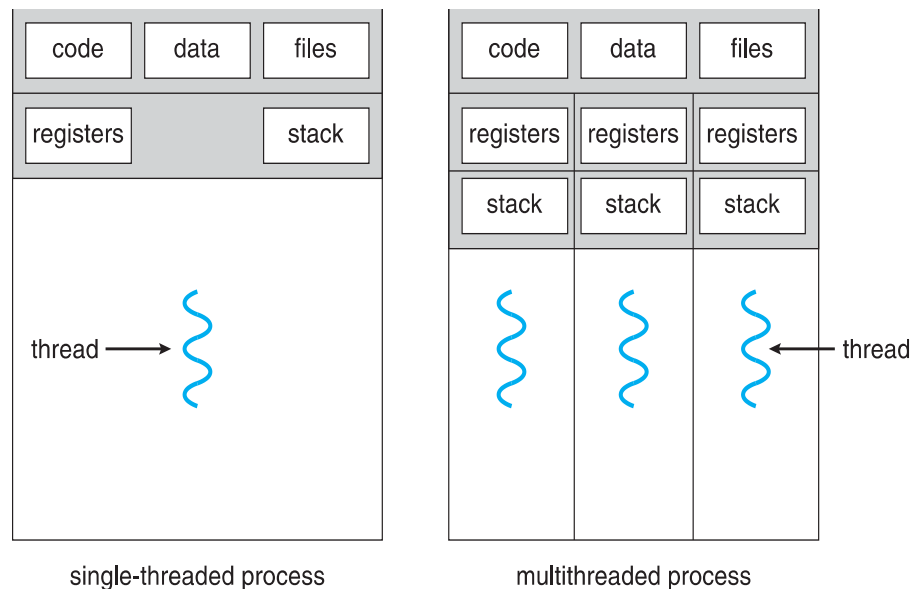 code data files code data files
registers stack registers registers registers
stack stack stack
thread thread
single-threaded process multithreaded process